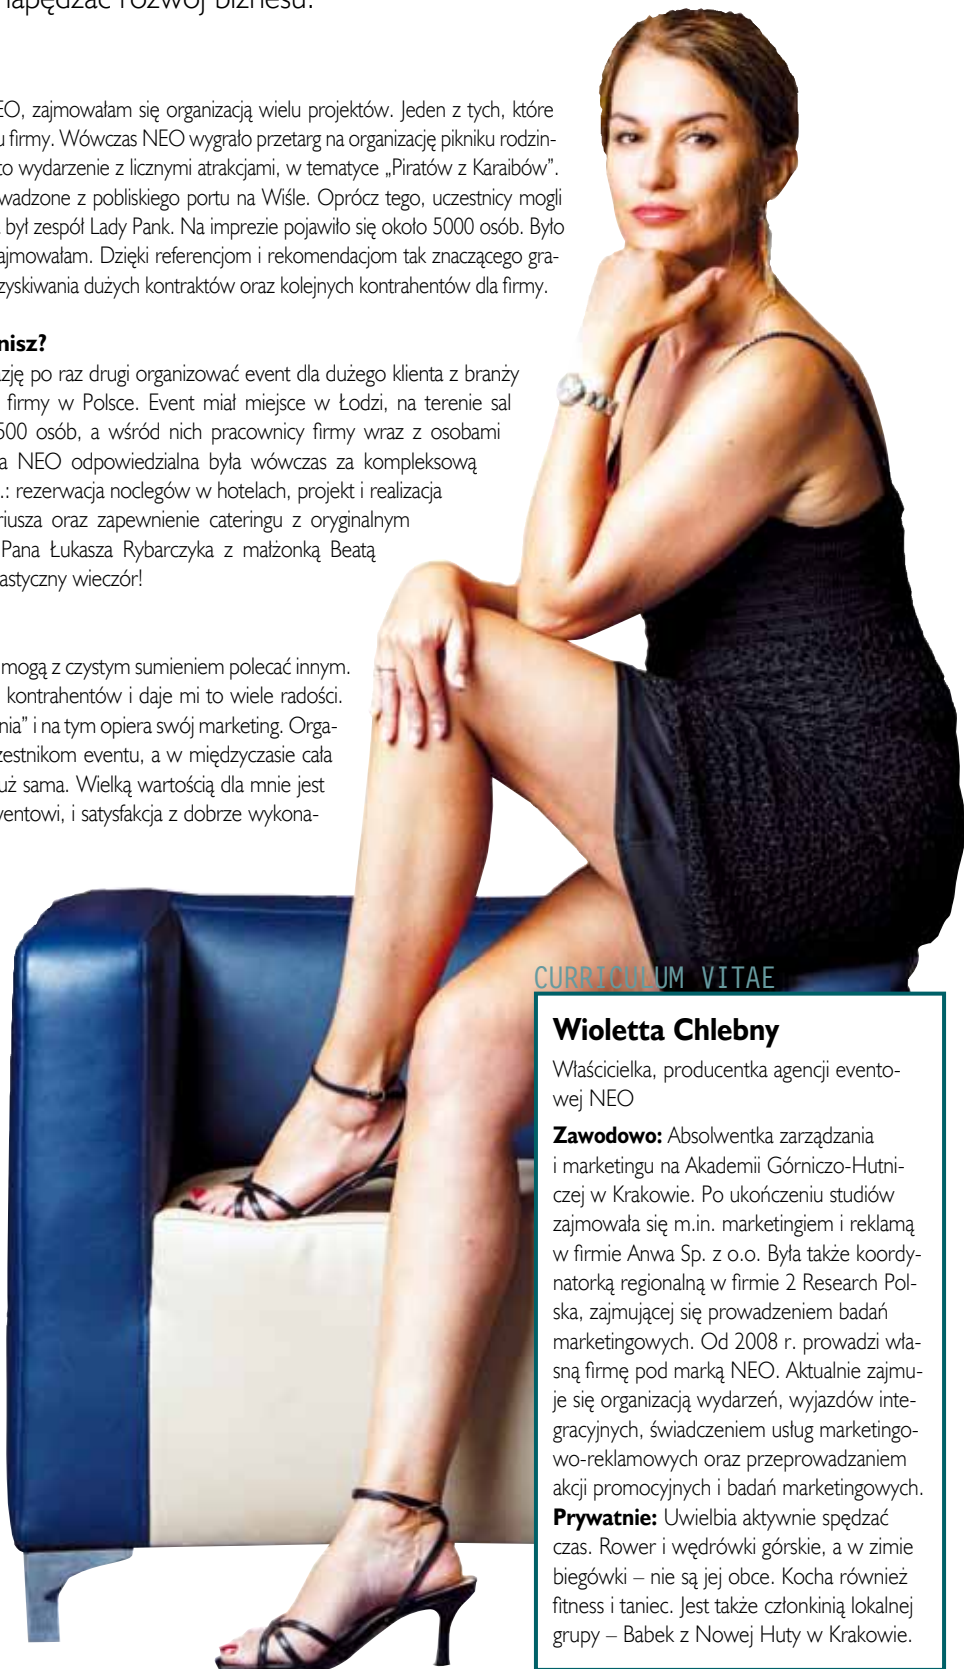 napędzać rozwój biznesu.
EO, zajmowałam się organizacją wielu projektów. Jeden z tych, które
u firmy. Wówczas NEO wygrało przetarg na organizację pikniku rodzin-
to wydarzenie z licznymi atrakcjami, w tematyce „Piratów z Karaibów”.
wadzone z pobliskiego portu na Wiśle. Oprócz tego, uczestnicy mogli
był zespół Lady Pank. Na imprezie pojawiło się około 5000 osób. Było
ajmowałam. Dzięki referencjom i rekomendacjom tak znaczącego gra-
zyskiwania dużych kontraktów oraz kolejnych kontrahentów dla firmy.
nisz?
zję po raz drugi organizować event dla dużego klienta z branży
firmy w Polsce. Event miał miejsce w Łodzi, na terenie sal
500 osób, a wśród nich pracownicy firmy wraz z osobami
a NEO odpowiedzialna była wówczas za kompleksową
.: rezerwacja noclegów w hotelach, projekt i realizacja
riusza oraz zapewnienie cateringu z oryginalnym
Pana Łukasza Rybarczyka z małżonką Beatą
astyczny wieczór!
mogą z czystym sumieniem polecać innym.
kontrahentów i daje mi to wiele radości.
nia” i na tym opiera swój marketing. Orga-
zestnikom eventu, a w międzyczasie cała
uż sama. Wielką wartością dla mnie jest
ventowi, i satysfakcja z dobrze wykona-
CURRICULUM VITAE
Wioletta Chlebny
Właścicielka, producentka agencji evento-
wej NEO
Zawodowo: Absolwentka zarządzania
i marketingu na Akademii Górniczo-Hutni-
czej w Krakowie. Po ukończeniu studiów
zajmowała się m.in. marketingiem i reklamą
w firmie Anwa Sp. z o.o. Była także koordy-
natorką regionalną w firmie 2 Research Pol-
ska, zajmującej się prowadzeniem badań
marketingowych. Od 2008 r. prowadzi wła-
sną firmę pod marką NEO. Aktualnie zajmu-
je się organizacją wydarzeń, wyjazdów inte-
gracyjnych, świadczeniem usług marketingo-
wo-reklamowych oraz przeprowadzaniem
akcji promocyjnych i badań marketingowych.
Prywatnie: Uwielbia aktywnie spędzać
czas. Rower i wędrówki górskie, a w zimie
biegówki – nie są jej obce. Kocha również
fitness i taniec. Jest także członkinią lokalnej
grupy – Babek z Nowej Huty w Krakowie.